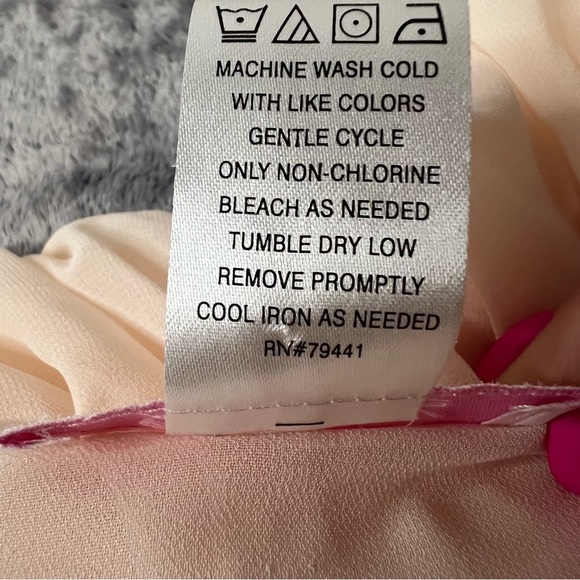 MACHINE WASH COLD
WITH LIKE COLORS
GENTLE CYCLE
ONLY NON-CHLORINE
BLEACH AS NEEDED
TUMBLE DRY LOW
REMOVE PROMPTLY
COOL IRON AS NEEDED
RN#79441